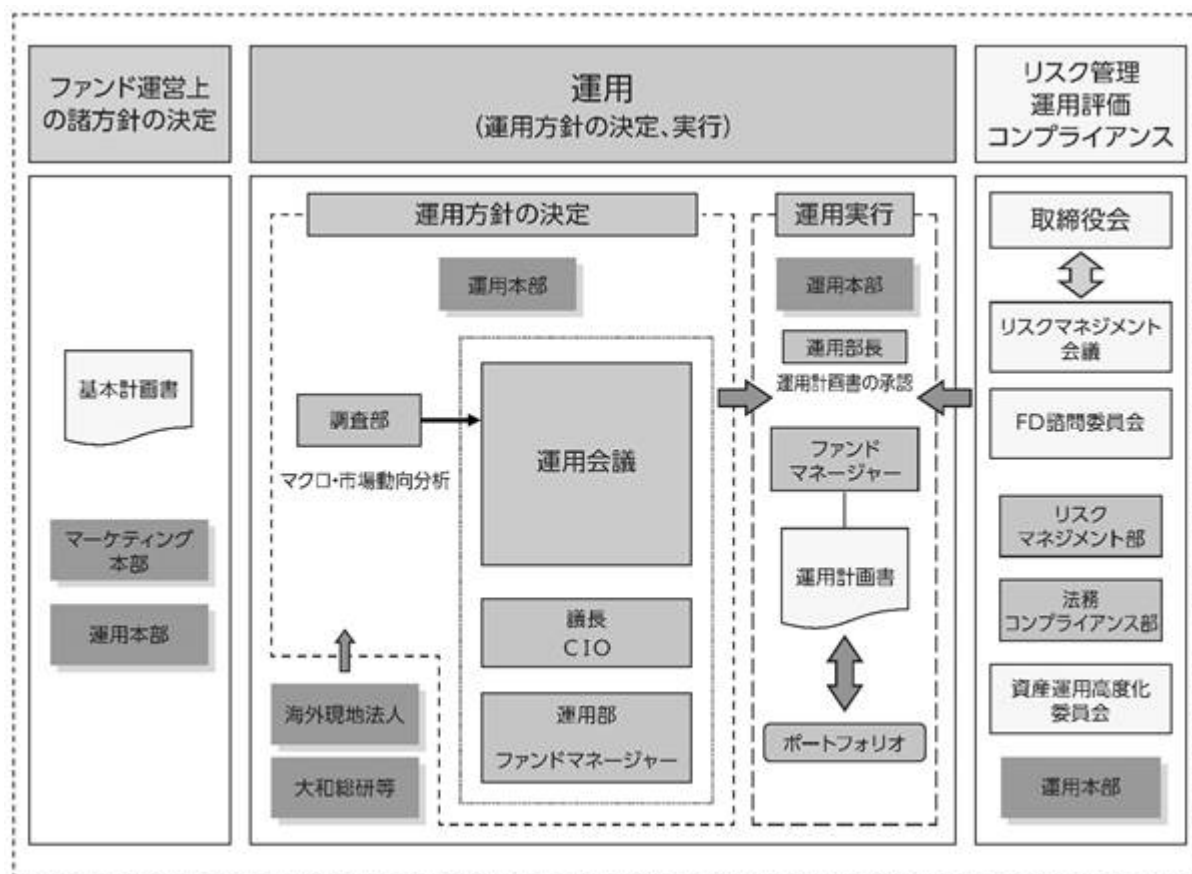 ファンド運営上
の諸方針の決定
基本計画書
マーケティング
本部
運用本部
運用
(運用方針の決定、実行)
運用方針の決定
運用本部
調査部
マクロ・市場動向分析
運用会議
議長
CIO
運用部
ファンドマネージャー
海外現地法人
大和総研等
運用実行
運用本部
運用部長
運用計画書の承認
ファンド
マネージャー
運用計画書
ポートフォリオ
リスク管理
運用評価
コンプライアンス
取締役会
リスクマネジメント
会議
FD諮問委員会
リスク
マネジメント部
法務
コンプライアンス部
資産運用高度化
委員会
運用本部